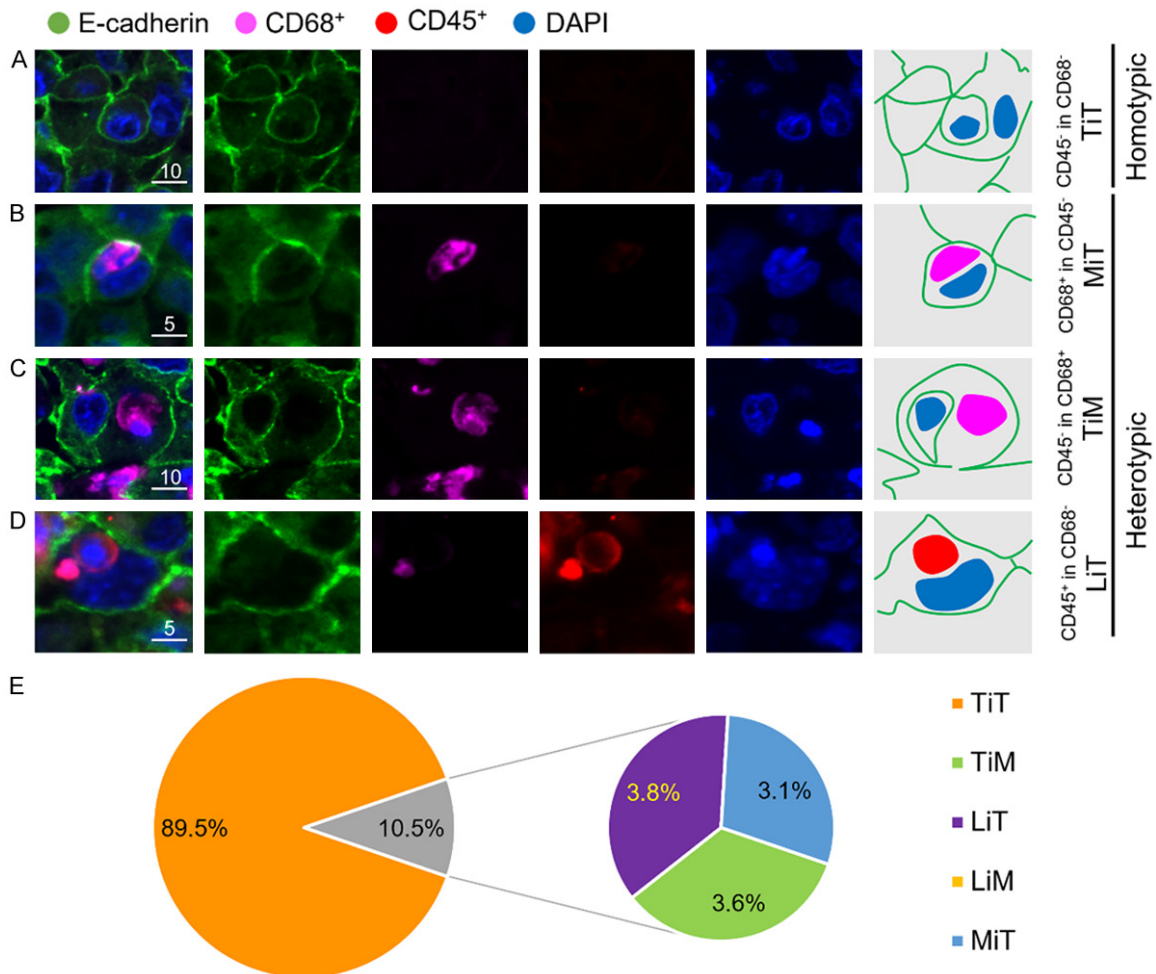 E-cadherin CD68⁺ CD45⁺ DAPI
A
10
CD45⁻ in CD68⁻
TiT
Homotypic
B
5
CD68⁺ in CD45⁻
MiT
C
10
CD45⁻ in CD68⁺
TiM
D
5
CD45⁺ in CD68⁻
LiT
Heterotypic
E
89.5%
10.5%
3.8%
3.1%
3.6%
TiT
TiM
LiT
LiM
MiT